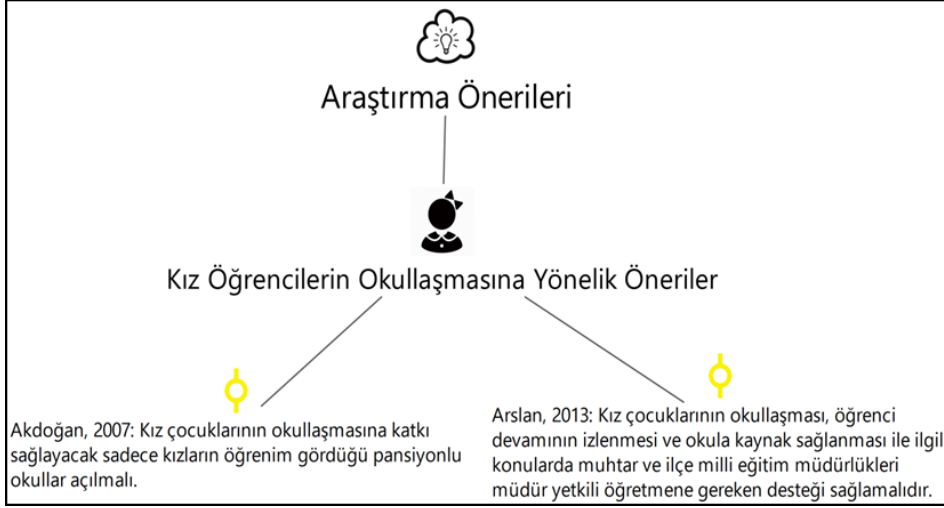 Araştırma Önerileri
Kız Öğrencilerin Okullaşmasına Yönelik Öneriler
Akdoğan, 2007: Kız çocuklarının okullaşmasına katkı
sağlayacak sadece kızların öğrenim gördüğü pansiyonlu
okullar açılmalı.
Arslan, 2013: Kız çocuklarının okullaşması, öğrenci
devamının izlenmesi ve okula kaynak sağlanması ile ilgil
konularda muhtar ve ilçe milli eğitim müdürlükleri
müdür yetkili öğretmene gereken desteği sağlamalıdır.